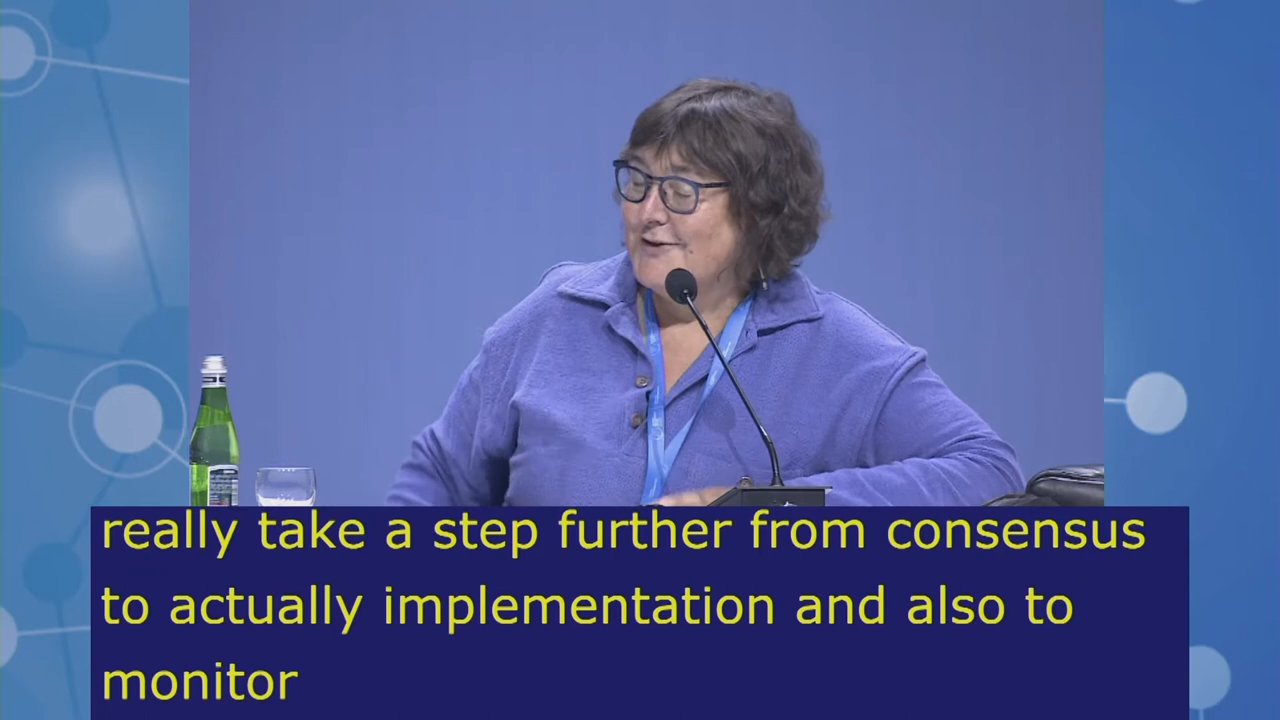 really take a step further from consensus
to actually implementation and also to
monitor